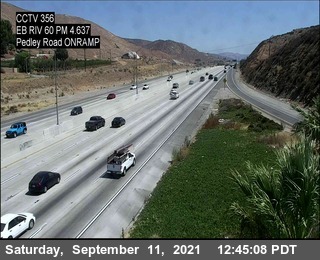 CCTV 356
EB RIV 60 PM 4.637
Pedley Road ONRAMP
Saturday, September 11, 2021 12:45:08 PDT